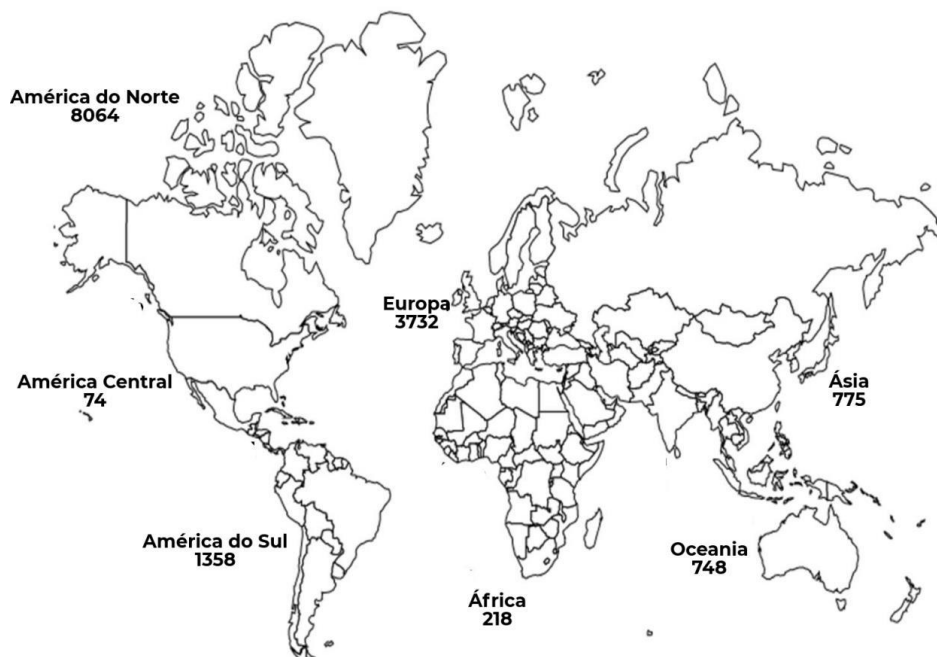 América do Norte
8064
Europa
3732
América Central
74
Ásia
775
América do Sul
1358
Oceania
748
África
218